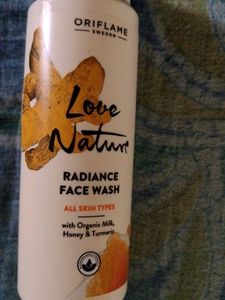 ORIFLAME
SWEDEN
Love
Nature
RADIANCE
FACE WASH
ALL SKIN TYPES
with Organic Milk,
Honey & Turmeric